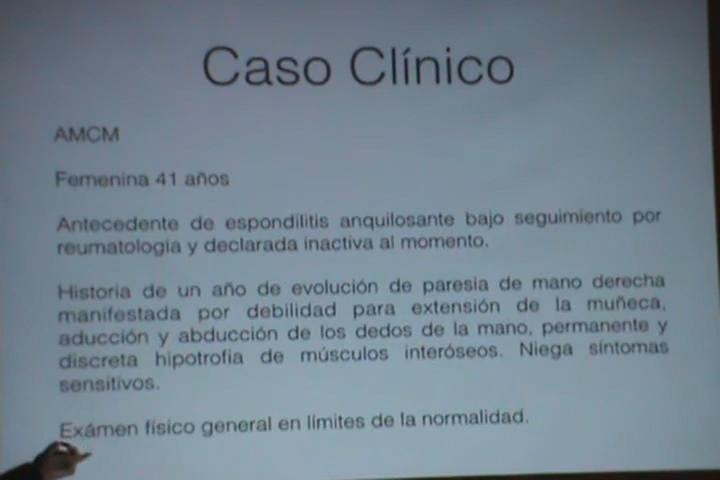 Caso Clínico
AMCM
Femenina 41 años
Antecedente de espondilitis anquilosante bajo seguimiento por
reumatología y declarada inactiva al momento.
Historia de un año de evolución de paresia de mano derecha
manifestada por debilidad para extensión de la muñeca,
aducción y abducción de los dedos de la mano, permanente y
discreta hipotrofia de músculos interóseos. Niega síntomas
sensitivos.
Exámen físico general en límites de la normalidad.